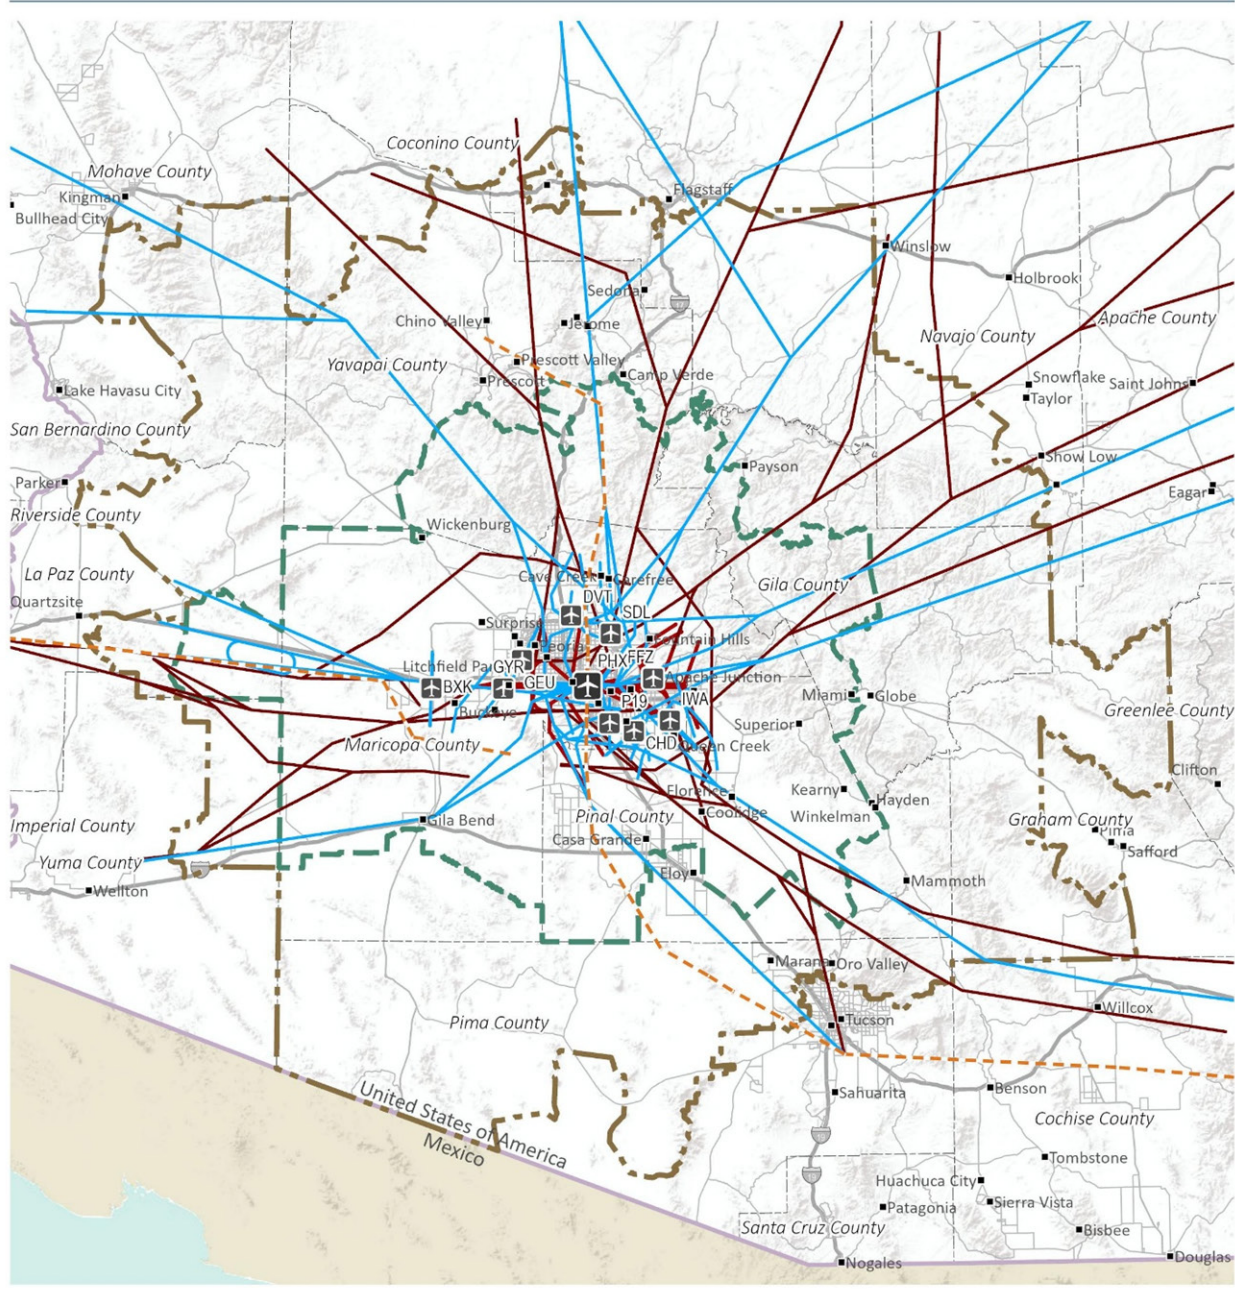 Coconino County
Mohave County
Kingman
Bullhead City
Flagstaff
Winslow
Holbrook
Sedona
Chino Valley
Jerome
Apache County
Navajo County
Yavapai County
Prescott Valley
Prescott
Camp Verde
Lake Havasu City
Snowflake
Saint Johns
Taylor
San Bernardino County
Show Low
Payson
Parker
Eagar
Riverside County
Wickenburg
La Paz County
Cave Creek
Carefree
Gila County
DVT
Quartzsite
SDL
Surprise
Peoria
Fountain Hills
PHX
FFZ
Litchfield Pa
GYR
GEU
Apache Junction
BXK
P19
IWA
Miami
Globe
Buckeye
Greenlee County
Superior
Maricopa County
CHD
Queen Creek
Clifton
Florence
Kearny
Hayden
Coolidge
Winkelman
Pinal County
Gila Bend
Graham County
Imperial County
Pima
Casa Grande
Safford
Yuma County
Eloy
Mammoth
Wellton
Marana
Oro Valley
Willcox
Pima County
Tucson
Sahuarita
Benson
United States of America
Mexico
Cochise County
Tombstone
Huachuca City
Sierra Vista
Patagonia
Santa Cruz County
Bisbee
Douglas
Nogales